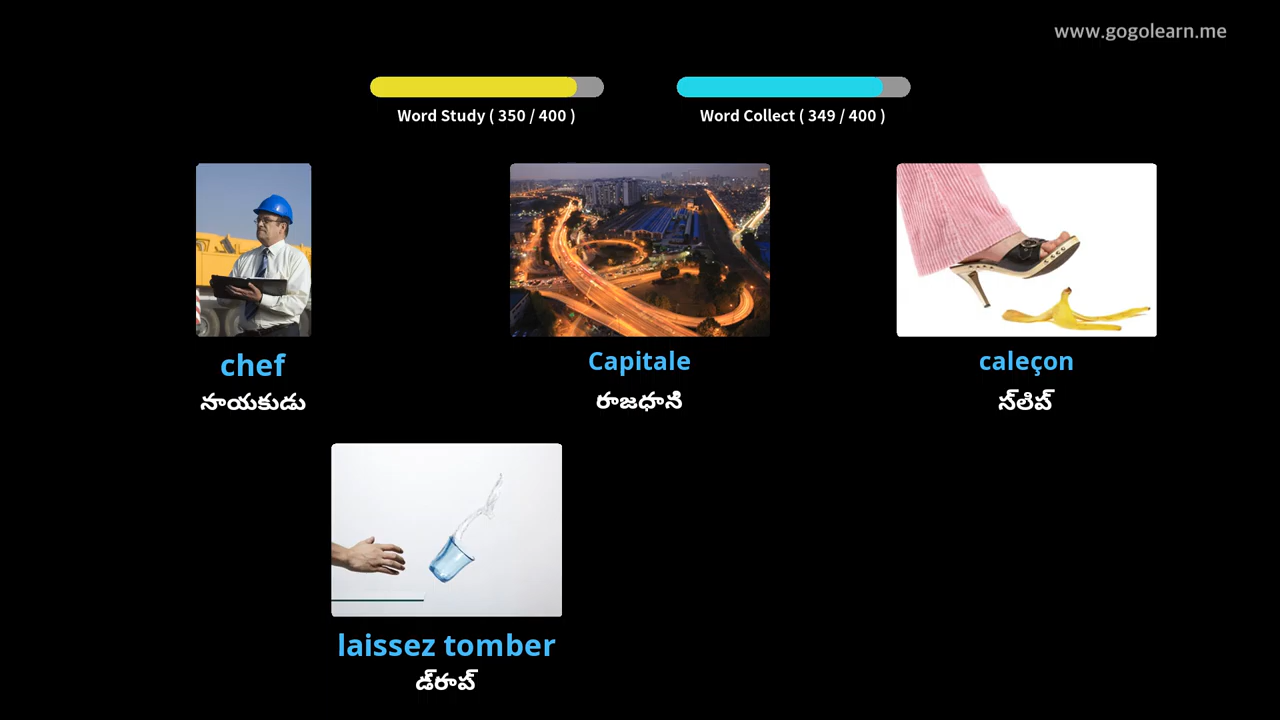 www.gogolearn.me
Word Study ( 350 / 400 )
Word Collect ( 349 / 400 )
chef
నాయకుడు
Capitale
రాజధాని
caleçon
స్‌లిప్
laissez tomber
డ్‌రాప్